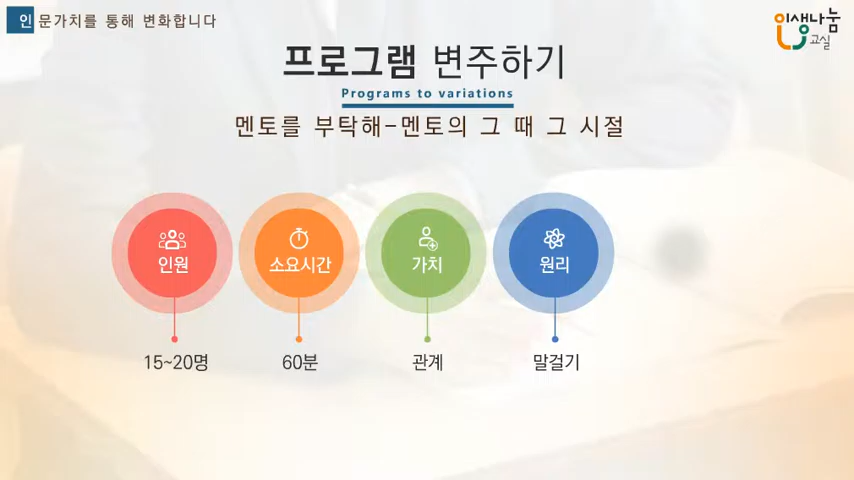 인문가치를 통해 변화합니다
인생나눔
교실
프로그램 변주하기
Programs to variations
멘토를 부탁해-멘토의 그 때 그 시절
인원 소요시간 가치 원리
15~20명 60분 관계 말걸기